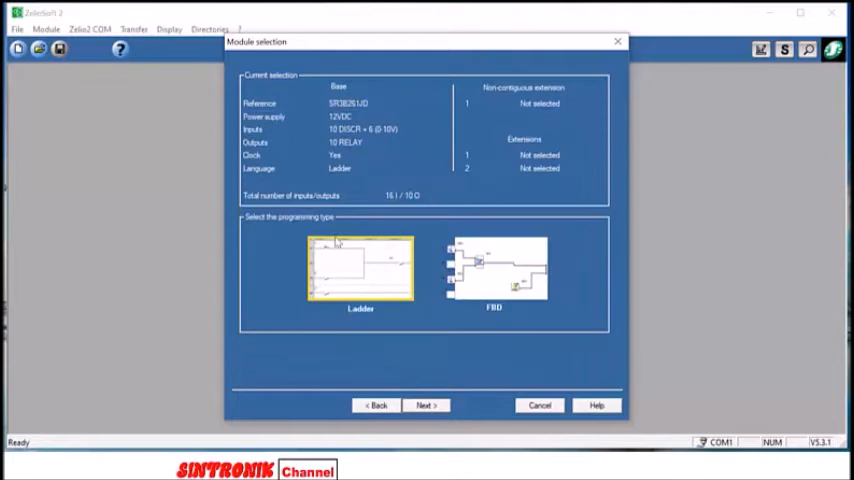 ZelioSoft 2
File Module Zelio2 COM Transfer Display Directories ?
Module selection
Current selection
Base
Non-contiguous extension
Reference SR3B261JD 1 Not selected
Power supply 12VDC
Inputs 10 DISCR + 6 (0-10V)
Outputs 10 RELAY Extensions
Clock Yes 1 Not selected
Language Ladder 2 Not selected
Total number of inputs/outputs 16 I / 10 O
Select the programming type
Ladder FBD
< Back Next > Cancel Help
Ready COM1 NUM V5.3.1
SINTRONIK Channel